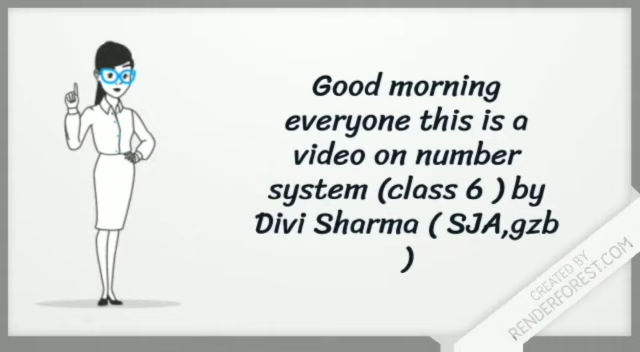 Good morning
everyone this is a
video on number
system (class 6 ) by
Divi Sharma ( SJA,gzb
)
CREATED BY
RENDERFOREST.COM